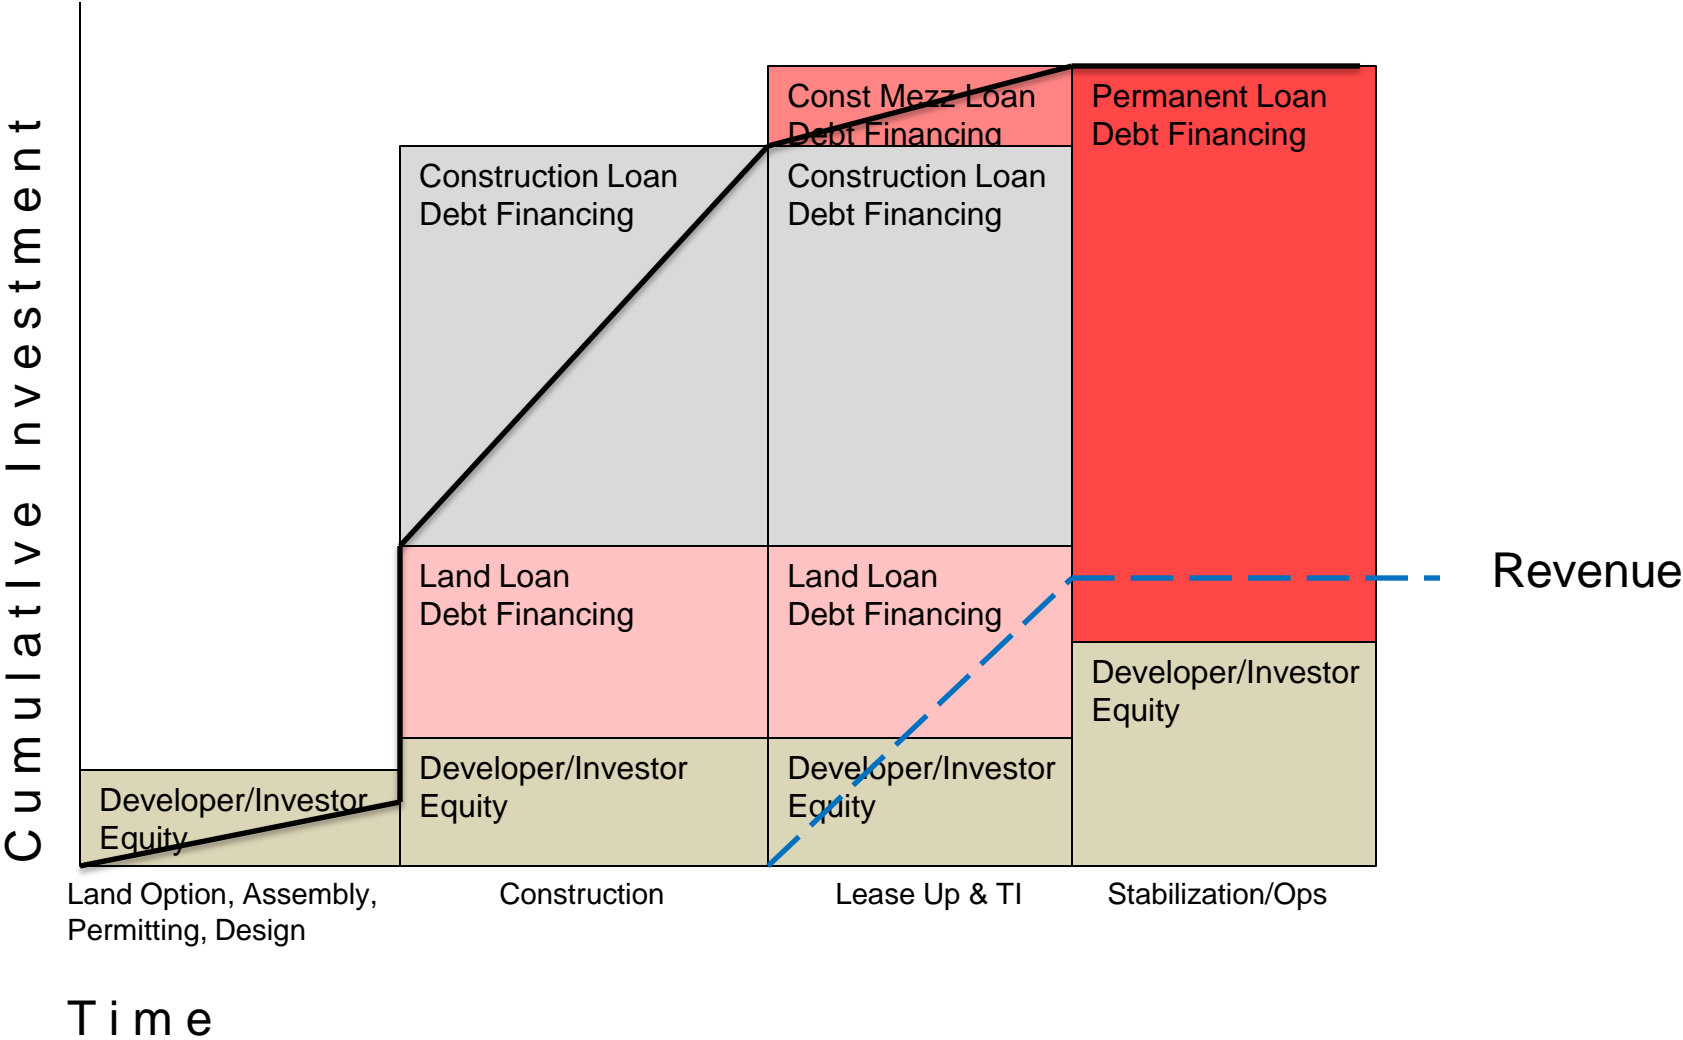 Cumulative Investment
Const Mezz Loan
Debt Financing
Permanent Loan
Debt Financing
Construction Loan
Debt Financing
Construction Loan
Debt Financing
Land Loan
Debt Financing
Land Loan
Debt Financing
Revenue
Developer/Investor
Equity
Developer/Investor
Equity
Developer/Investor
Equity
Developer/Investor
Equity
Land Option, Assembly,
Permitting, Design
Construction
Lease Up & TI
Stabilization/Ops
Time